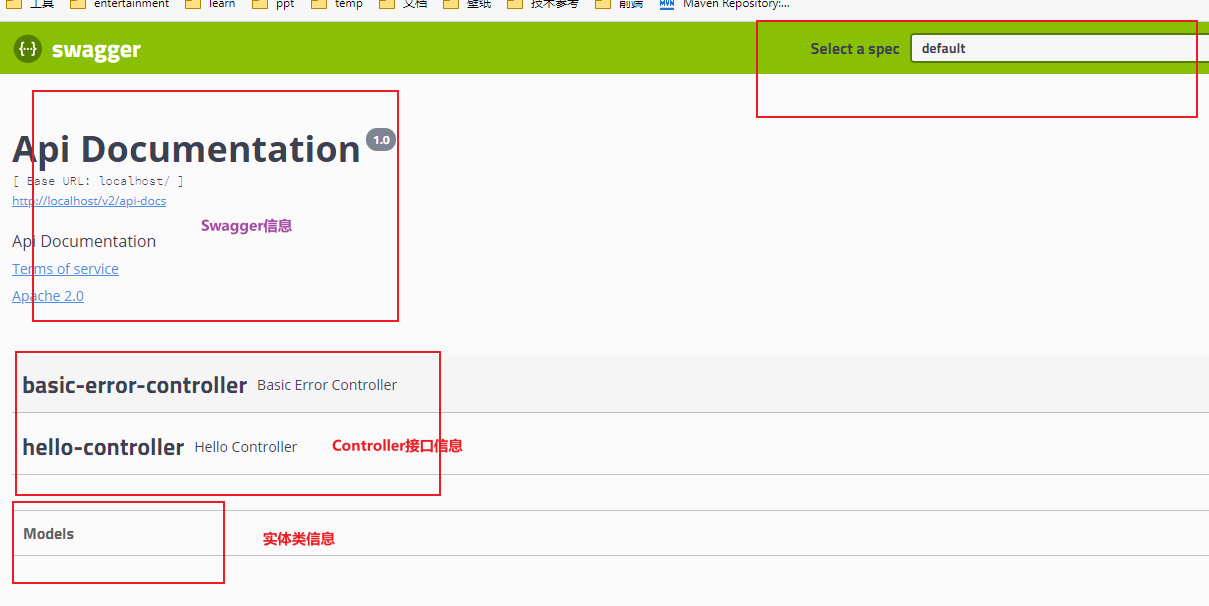 工具 entertainment learn ppt temp 文档 壁纸 技术参考 前端 MVN Maven Repository:...
{··} swagger Select a spec default
Api Documentation 1.0
[ Base URL: localhost/ ]
http://localhost/v2/api-docs
Swagger信息
Api Documentation
Terms of service
Apache 2.0
basic-error-controller Basic Error Controller
hello-controller Hello Controller Controller接口信息
Models 实体类信息